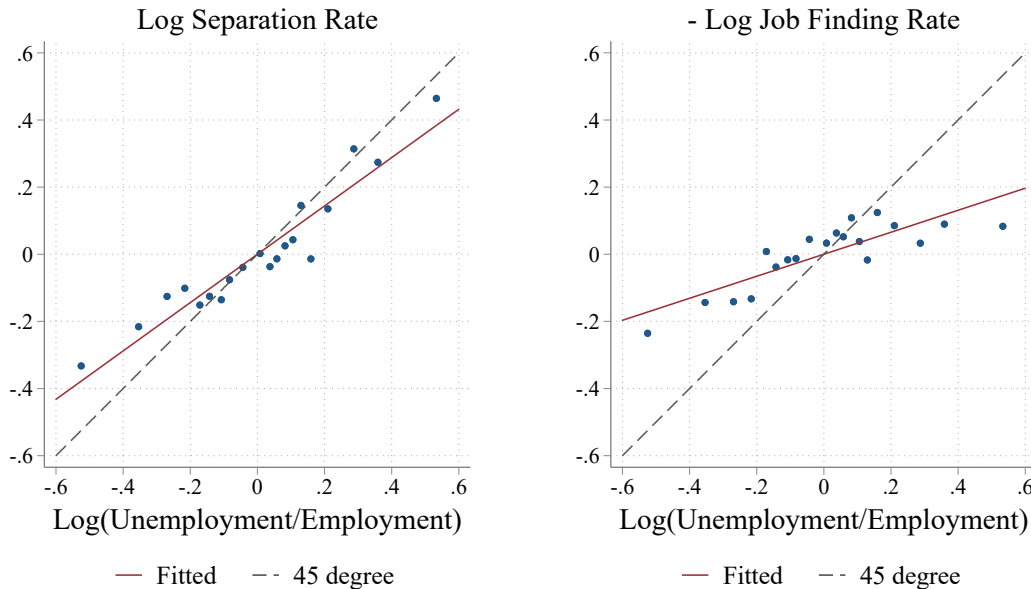 Log Separation Rate
.6
.4
.2
0
-.2
-.4
-.6
-.6 -.4 -.2 0 .2 .4 .6
Log(Unemployment/Employment)
Fitted 45 degree
- Log Job Finding Rate
.6
.4
.2
0
-.2
-.4
-.6
-.6 -.4 -.2 0 .2 .4 .6
Log(Unemployment/Employment)
Fitted 45 degree